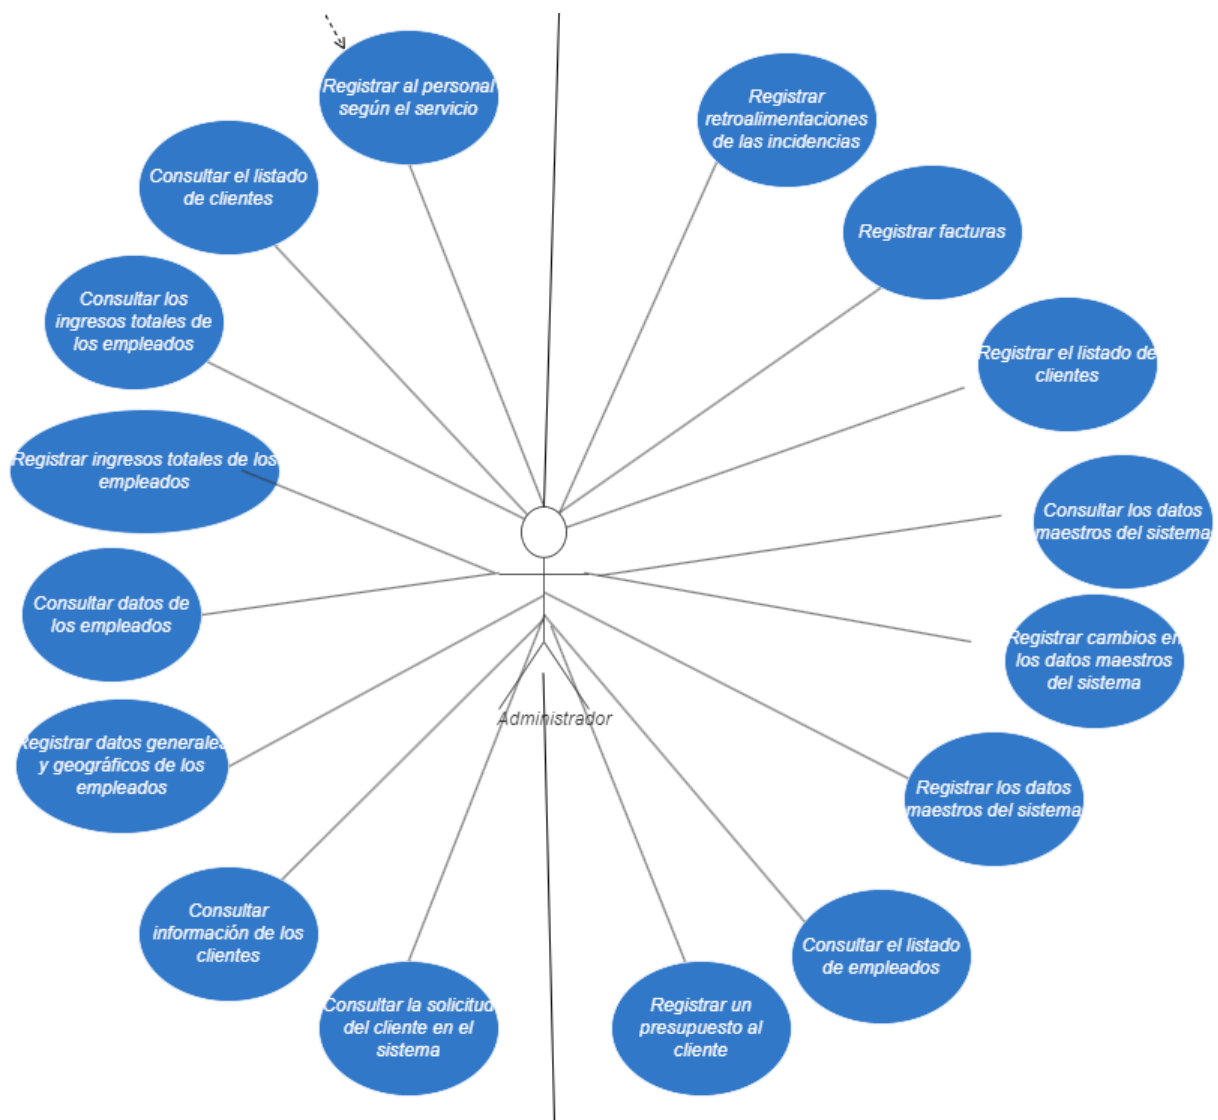 Registrar al personal
según el servicio
Registrar
retroalimentaciones
de las incidencias
Consultar el listado
de clientes
Registrar facturas
Consultar los
ingresos totales de
los empleados
Registrar el listado de
clientes
Registrar ingresos totales de los
empleados
Consultar los datos
maestros del sistema
Consultar datos de
los empleados
Registrar cambios en
los datos maestros
del sistema
Administrador
Registrar datos generales
y geográficos de los
empleados
Registrar los datos
maestros del sistema
Consultar
información de los
clientes
Consultar el listado
de empleados
Consultar la solicitud
del cliente en el
sistema
Registrar un
presupuesto al
cliente